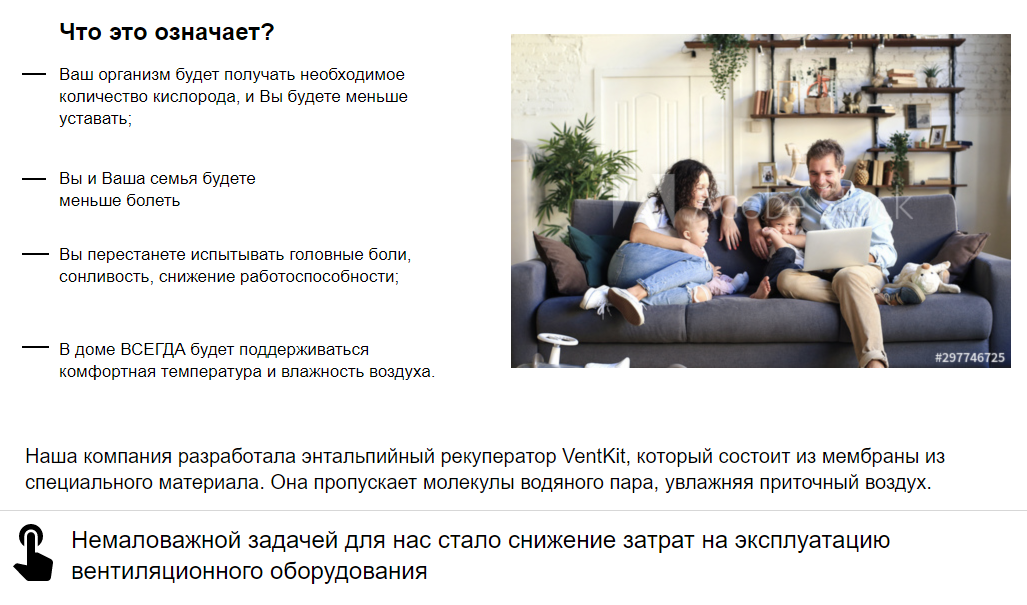 Что это означает?
Ваш организм будет получать необходимое
количество кислорода, и Вы будете меньше
уставать;
Вы и Ваша семья будете
меньше болеть
Вы перестанете испытывать головные боли,
сонливость, снижение работоспособности;
В доме ВСЕГДА будет поддерживаться
комфортная температура и влажность воздуха.
#297746725
Наша компания разработала энтальпийный рекуператор VentKit, который состоит из мембраны из
специального материала. Она пропускает молекулы водяного пара, увлажняя приточный воздух.
Немаловажной задачей для нас стало снижение затрат на эксплуатацию
вентиляционного оборудования